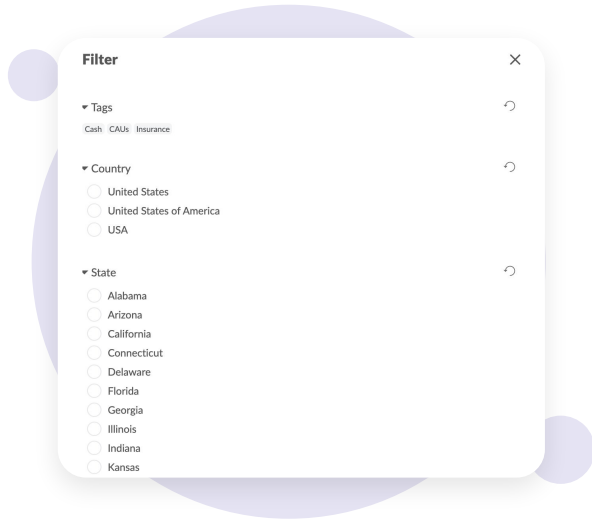 Filter
Tags
Cash CAUs Insurance
Country
United States
United States of America
USA
State
Alabama
Arizona
California
Connecticut
Delaware
Florida
Georgia
Illinois
Indiana
Kansas